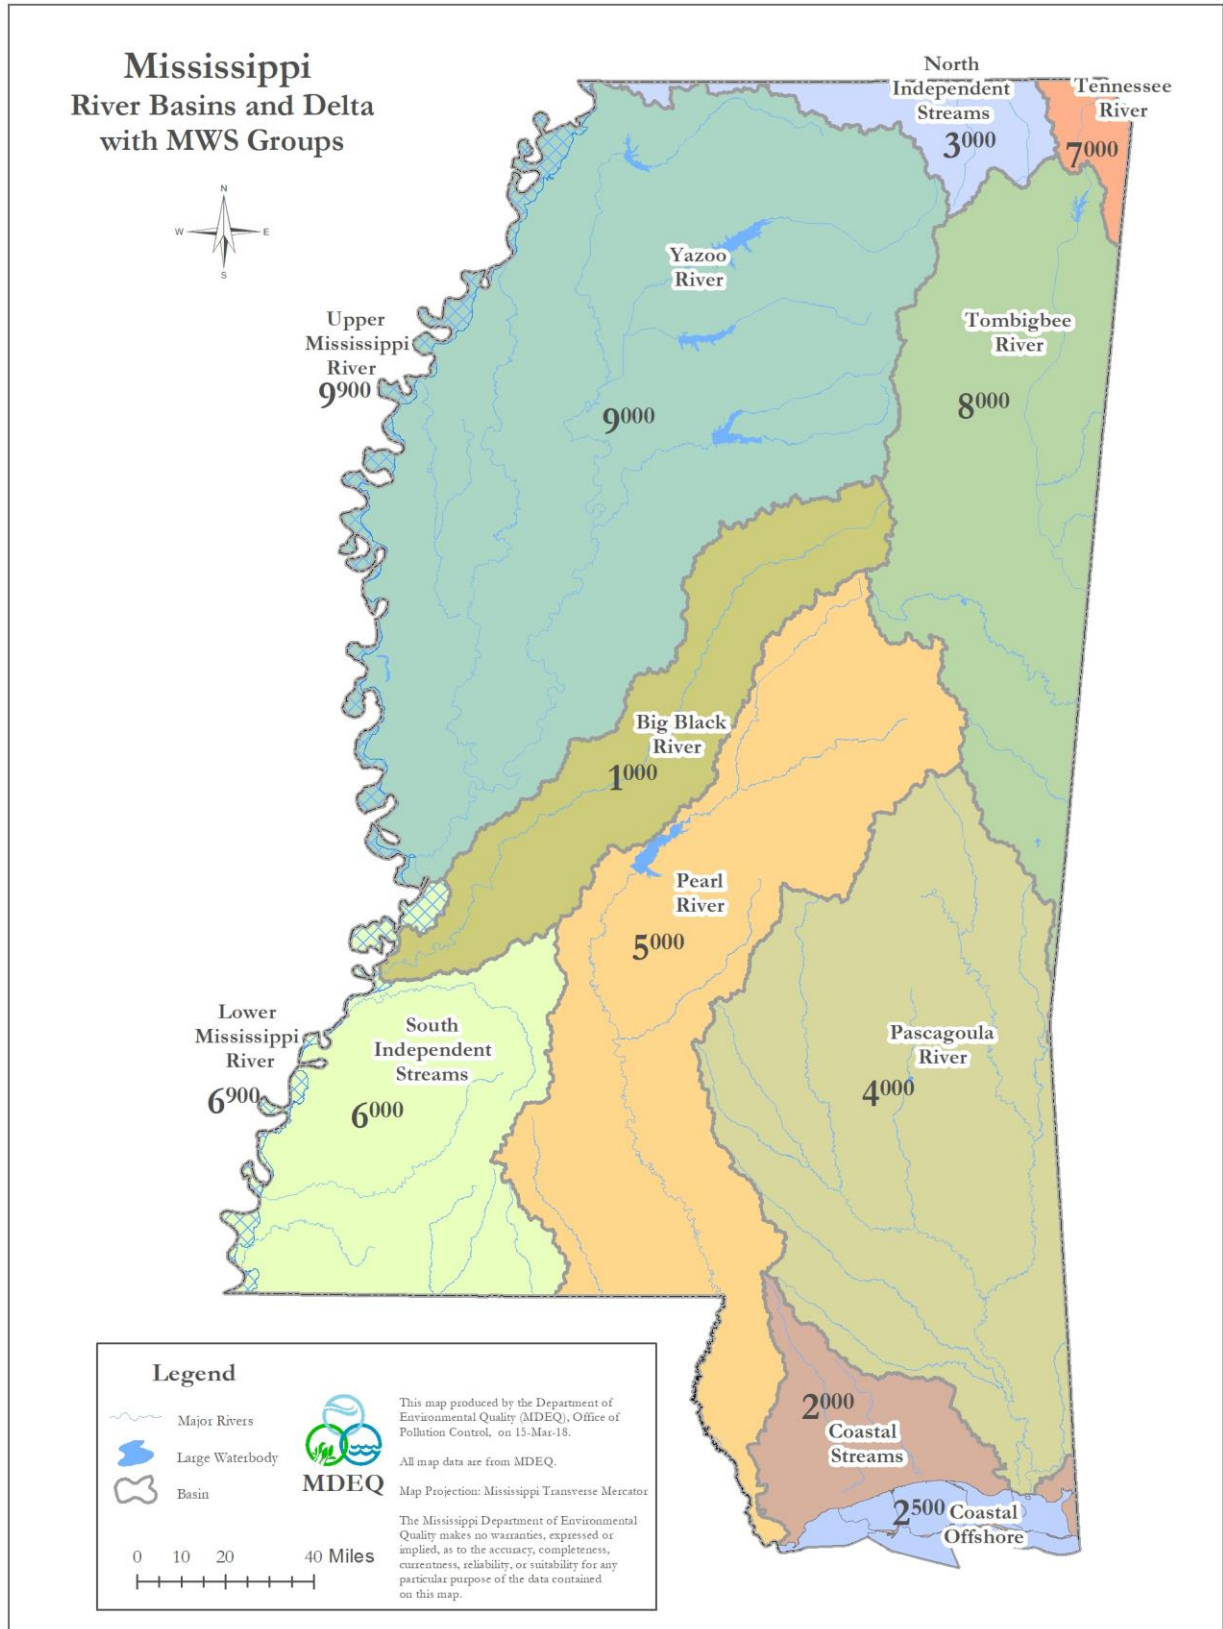 Mississippi
River Basins and Delta
with MWS Groups
N
W
E
S
North
Independent
Streams
3000
Tennessee
River
7000
Yazoo
River
9000
Upper
Mississippi
River
9900
Tombigbee
River
8000
Big Black
River
1000
Pearl
River
5000
Lower
Mississippi
River
6900
South
Independent
Streams
6000
Pascagoula
River
4000
2000
Coastal
Streams
2500
Coastal
Offshore
Legend
Major Rivers
Large Waterbody
Basin
0 10 20 40 Miles
MDEQ
This map produced by the Department of
Environmental Quality (MDEQ), Office of
Pollution Control, on 15-Mar-18.
All map data are from MDEQ.
Map Projection: Mississippi Transverse Mercator
The Mississippi Department of Environmental
Quality makes no warranties, expressed or
implied, as to the accuracy, completeness,
currentness, reliability, or suitability for any
particular purpose of the data contained
on this map.